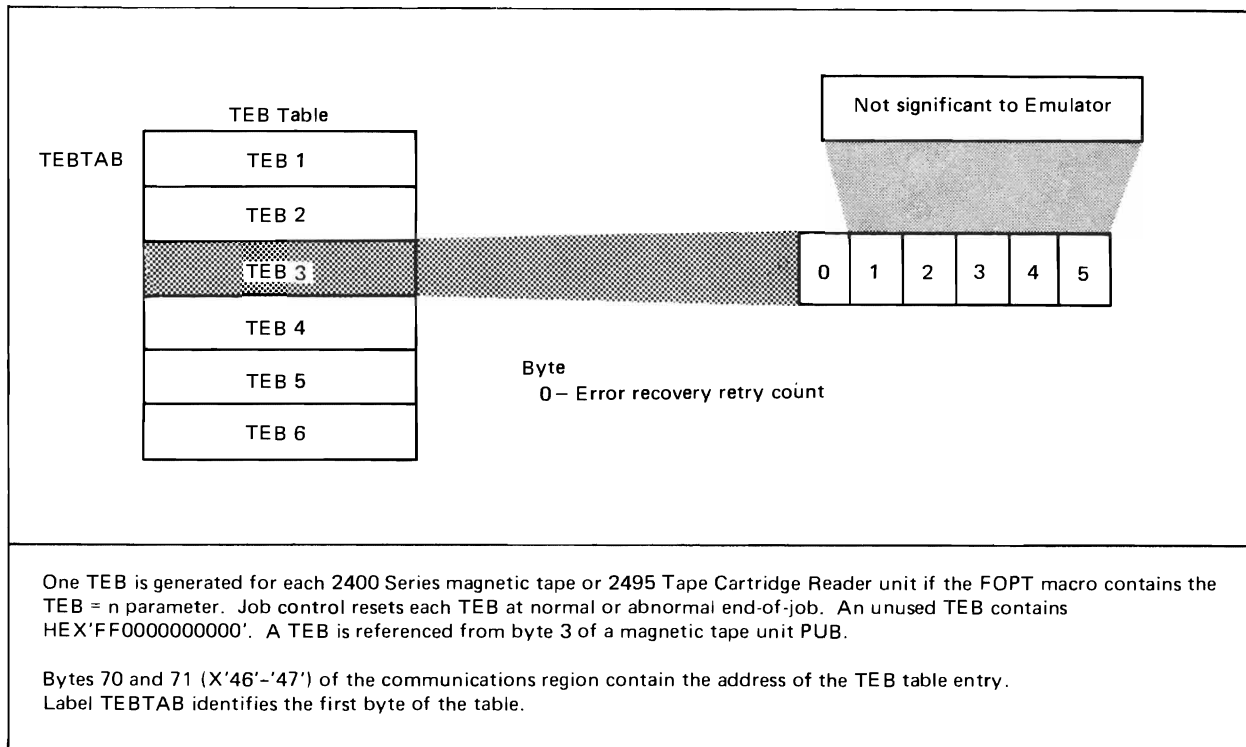 TEB Table
Not significant to Emulator
TEBTAB
TEB 1
TEB 2
TEB 3
0 1 2 3 4 5
TEB 4
TEB 5
TEB 6
Byte
0 – Error recovery retry count
One TEB is generated for each 2400 Series magnetic tape or 2495 Tape Cartridge Reader unit if the FOPT macro contains the
TEB = n parameter. Job control resets each TEB at normal or abnormal end-of-job. An unused TEB contains
HEX'FF0000000000'. A TEB is referenced from byte 3 of a magnetic tape unit PUB.
Bytes 70 and 71 (X'46'–'47') of the communications region contain the address of the TEB table entry.
Label TEBTAB identifies the first byte of the table.